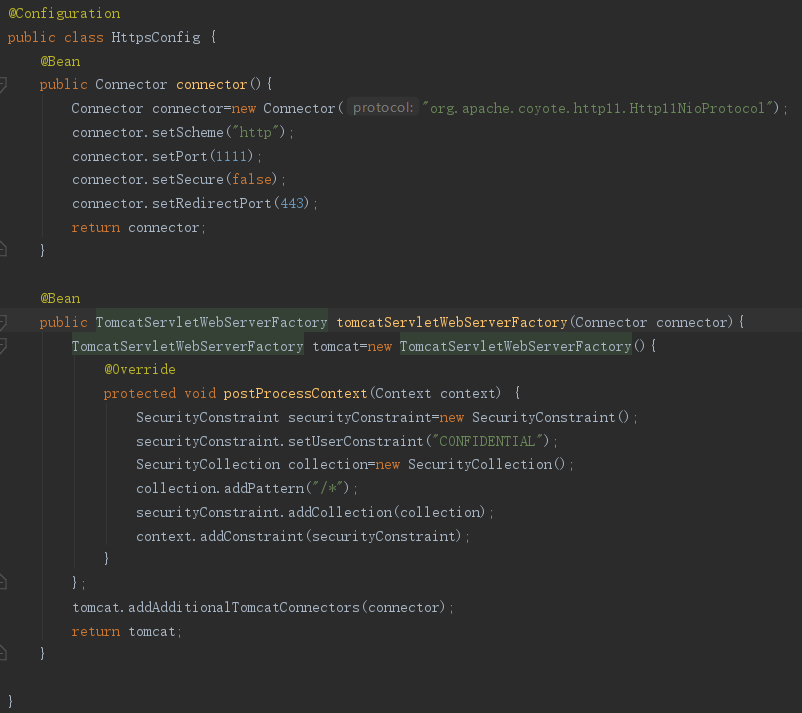 @Configuration
public class HttpsConfig {
    @Bean
    public Connector connector(){
        Connector connector=new Connector( protocol: "org.apache.coyote.http11.Http11NioProtocol");
        connector.setScheme("http");
        connector.setPort(1111);
        connector.setSecure(false);
        connector.setRedirectPort(443);
        return connector;
    }
    @Bean
    public TomcatServletWebServerFactory tomcatServletWebServerFactory(Connector connector){
        TomcatServletWebServerFactory tomcat=new TomcatServletWebServerFactory(){
            @Override
            protected void postProcessContext(Context context) {
                SecurityConstraint securityConstraint=new SecurityConstraint();
                securityConstraint.setUserConstraint("CONFIDENTIAL");
                SecurityCollection collection=new SecurityCollection();
                collection.addPattern("/*");
                securityConstraint.addCollection(collection);
                context.addConstraint(securityConstraint);
            }
        };
        tomcat.addAdditionalTomcatConnectors(connector);
        return tomcat;
    }
}